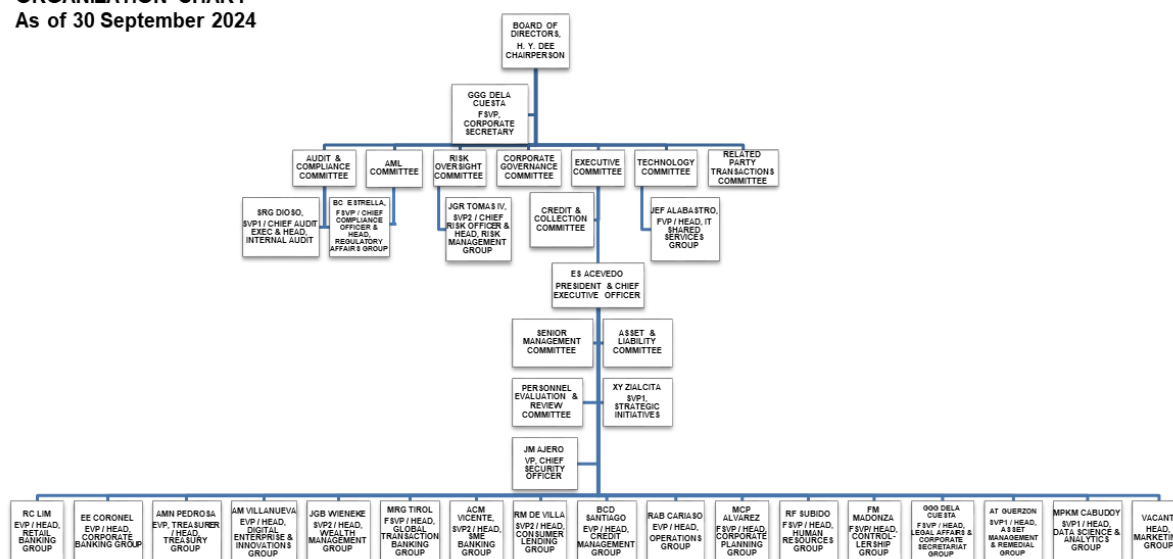 ORGANIZATION CHART
As of 30 September 2024
BOARD OF
DIRECTORS,
H. Y. DEE
CHAIRPERSON
GGG DELA
CUESTA
FSVP,
CORPORATE
SECRETARY
AUDIT &
COMPLIANCE
COMMITTEE
AML
COMMITTEE
RISK
OVERSIGHT
COMMITTEE
CORPORATE
GOVERNANCE
COMMITTEE
EXECUTIVE
COMMITTEE
TECHNOLOGY
COMMITTEE
RELATED
PARTY
TRANSACTIONS
COMMITTEE
SRG DIOSO,
SVP1 / CHIEF AUDIT
EXEC & HEAD,
INTERNAL AUDIT
BC ESTRELLA,
FSVP / CHIEF
COMPLIANCE
OFFICER &
HEAD,
REGULATORY
AFFAIRS GROUP
JGR TOMAS IV,
SVP2 / CHIEF
RISK OFFICER &
HEAD, RISK
MANAGEMENT
GROUP
CREDIT &
COLLECTION
COMMITTEE
JEF ALABASTRO,
FVP / HEAD, IT
SHARED
SERVICES
GROUP
ES ACEVEDO
PRESIDENT & CHIEF
EXECUTIVE OFFICER
SENIOR
MANAGEMENT
COMMITTEE
ASSET &
LIABILITY
COMMITTEE
PERSONNEL
EVALUATION &
REVIEW
COMMITTEE
XY ZIALCITA
SVP1,
STRATEGIC
INITIATIVES
JM AJERO
VP, CHIEF
SECURITY
OFFICER
RC LIM
EVP / HEAD,
RETAIL
BANKING
GROUP
EE CORONEL
EVP / HEAD,
CORPORATE
BANKING GROUP
AMN PEDROSA
EVP, TREASURER
/ HEAD,
TREASURY
GROUP
AM VILLANUEVA
EVP / HEAD,
DIGITAL
ENTERPRISE &
INNOVATIONS
GROUP
JGB WIENEKE
SVP2 / HEAD,
WEALTH
MANAGEMENT
GROUP
MRG TIROL
FSVP / HEAD,
GLOBAL
TRANSACTION
BANKING
GROUP
ACM
VICENTE,
SVP2 / HEAD,
SME BANKING
GROUP
RM DE VILLA
SVP2 / HEAD,
CONSUMER
LENDING
GROUP
BCD
SANTIAGO
EVP / HEAD,
CREDIT
MANAGEMENT
GROUP
RAB CARIASO
EVP / HEAD,
OPERATIONS
GROUP
MCP
ALVAREZ
FSVP / HEAD,
CORPORATE
PLANNING
GROUP
RF SUBIDO
FSVP / HEAD,
HUMAN
RESOURCES
GROUP
FM
MADONZA
FSVP/ HEAD,
CONTROL-
LERSHIP
GROUP
GGG DELA
CUESTA
FSVP / HEAD,
LEGAL AFFAIRS &
CORPORATE
SECRETARIAT
GROUP
AT GUERZON
SVP1 / HEAD,
ASSET
MANAGEMENT
& REMEDIAL
GROUP
MPKM CABUDOY
SVP1 / HEAD,
DATA SCIENCE &
ANALYTICS
GROUP
VACANT
HEAD,
MARKETI
GROUP